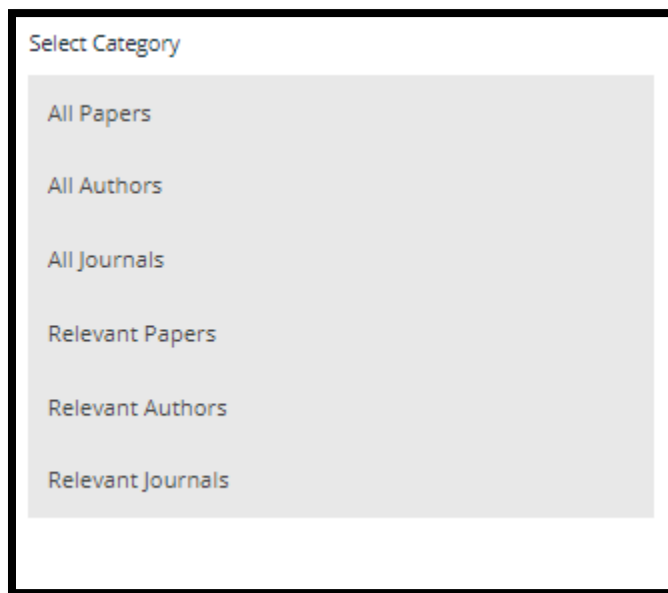 Select Category
All Papers
All Authors
All Journals
Relevant Papers
Relevant Authors
Relevant Journals